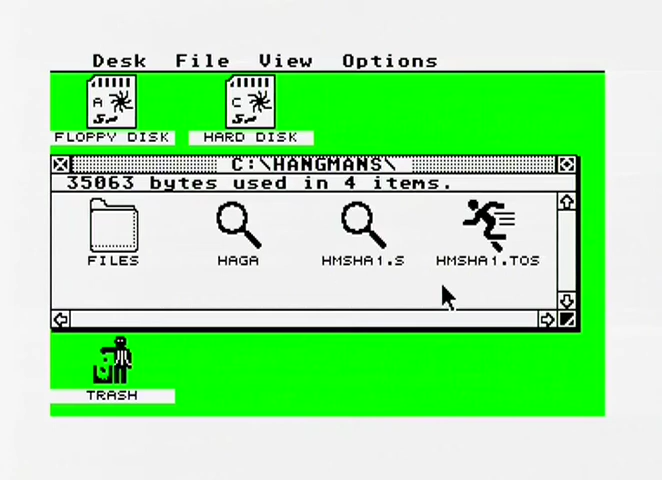 Desk File View Options
A C
FLOPPY DISK HARD DISK
C:\HANGMANS\
35063 bytes used in 4 items.
FILES HAGA HMSHA1.S HMSHA1.TOS
TRASH